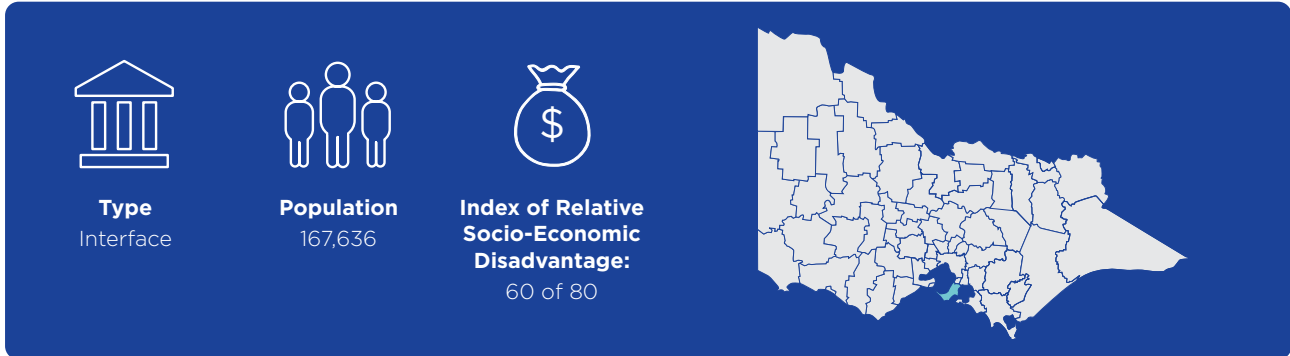 $
Type
Interface
Population
167,636
Index of Relative
Socio-Economic
Disadvantage:
60 of 80